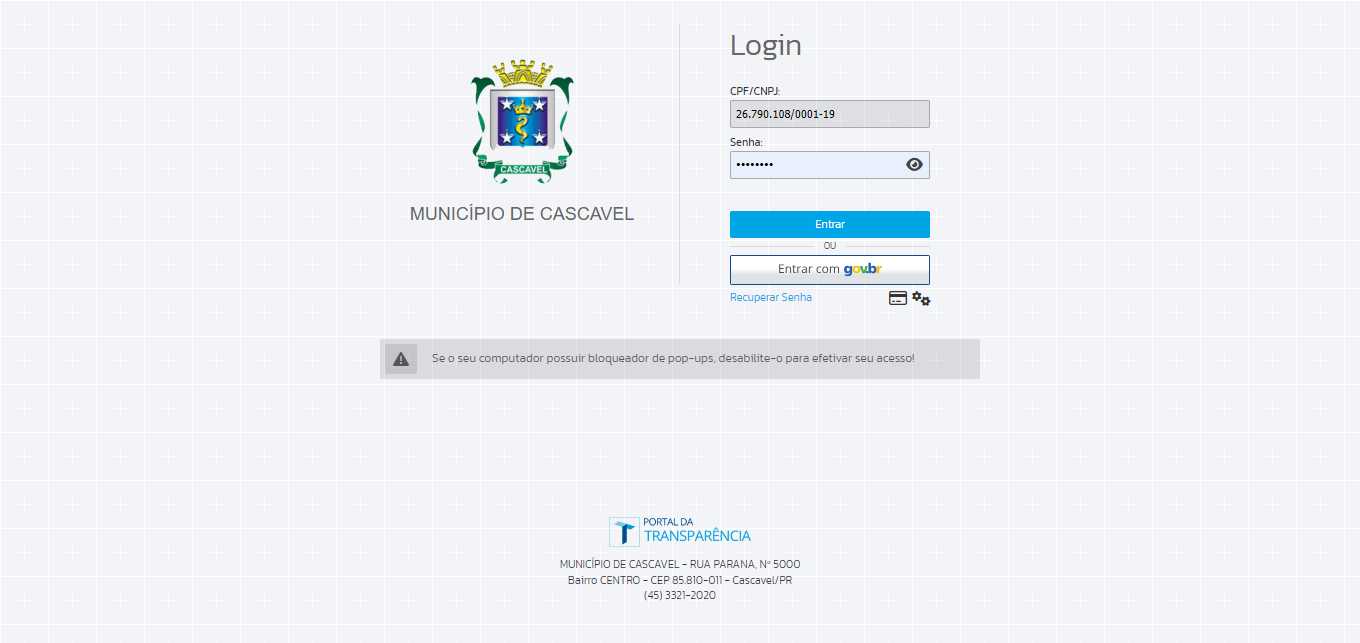 Login
CPF/CNPJ:
26.790.108/0001-19
Senha:
••••••••
CASCAVEL
MUNICÍPIO DE CASCAVEL
Entrar
OU
Entrar com gov.br
Recuperar Senha
Se o seu computador possuir bloqueador de pop-ups, desabilite-o para efetivar seu acesso!
PORTAL DA
TRANSPARÊNCIA
MUNICÍPIO DE CASCAVEL - RUA PARANA, Nº 5000
Bairro CENTRO - CEP 85.810-011 - Cascavel/PR
(45) 3321-2020